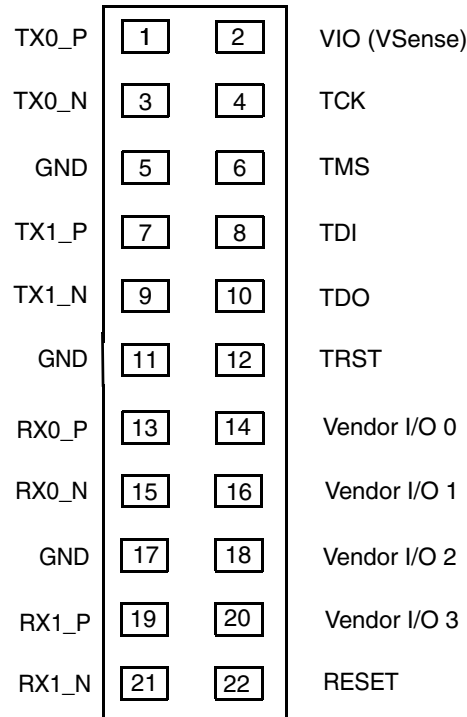 TX0_P 1 2 VIO (VSense)
TX0_N 3 4 TCK
GND 5 6 TMS
TX1_P 7 8 TDI
TX1_N 9 10 TDO
GND 11 12 TRST
RX0_P 13 14 Vendor I/O 0
RX0_N 15 16 Vendor I/O 1
GND 17 18 Vendor I/O 2
RX1_P 19 20 Vendor I/O 3
RX1_N 21 22 RESET